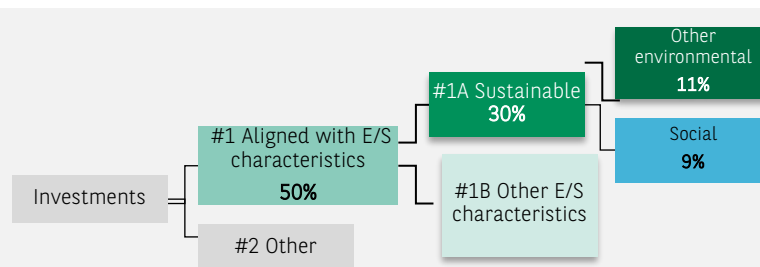 Other
environmental
11%
#1A Sustainable
30%
#1 Aligned with E/S
characteristics
50%
Social
9%
#1B Other E/S
characteristics
Investments
#2 Other